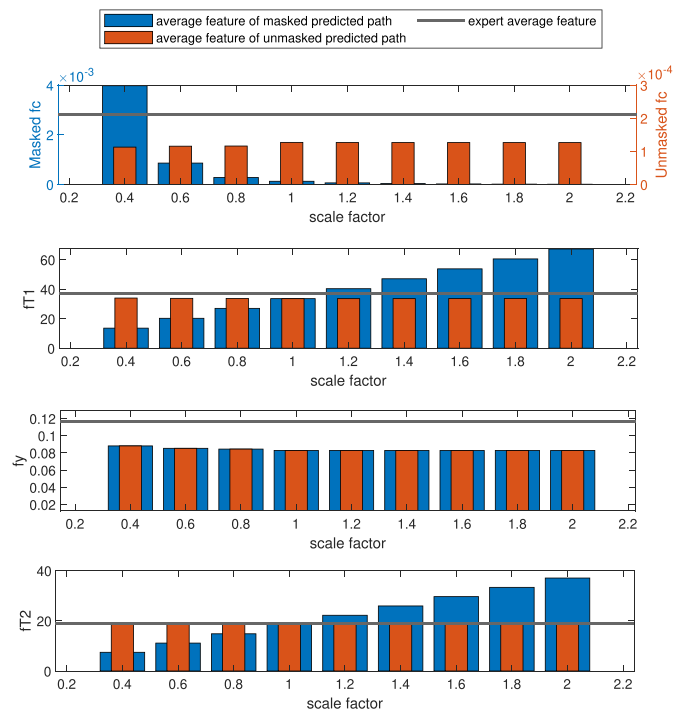 average feature of masked predicted path
expert average feature
average feature of unmasked predicted path
×10⁻³
×10⁻⁴
4
2
0
Masked fc
3
2
1
0
Unmasked fc
0.2 0.4 0.6 0.8 1 1.2 1.4 1.6 1.8 2 2.2
scale factor
60
40
20
0
fT1
0.2 0.4 0.6 0.8 1 1.2 1.4 1.6 1.8 2 2.2
scale factor
0.12
0.1
0.08
0.06
0.04
0.02
fy
0.2 0.4 0.6 0.8 1 1.2 1.4 1.6 1.8 2 2.2
scale factor
40
20
0
fT2
0.2 0.4 0.6 0.8 1 1.2 1.4 1.6 1.8 2 2.2
scale factor